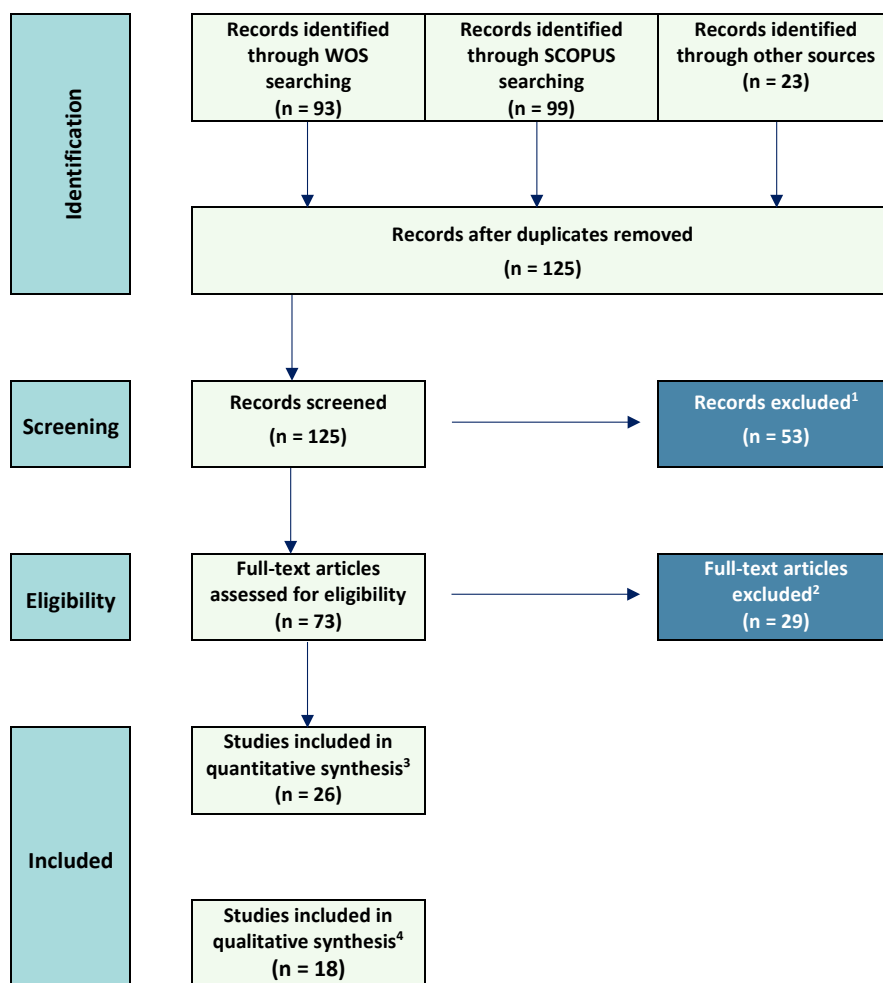 Identification
Records identified
through WOS
searching
(n = 93)
Records identified
through SCOPUS
searching
(n = 99)
Records identified
through other sources
(n = 23)
Records after duplicates removed
(n = 125)
Screening
Records screened
(n = 125)
Records excluded¹
(n = 53)
Eligibility
Full-text articles
assessed for eligibility
(n = 73)
Full-text articles
excluded²
(n = 29)
Included
Studies included in
quantitative synthesis³
(n = 26)
Studies included in
qualitative synthesis⁴
(n = 18)